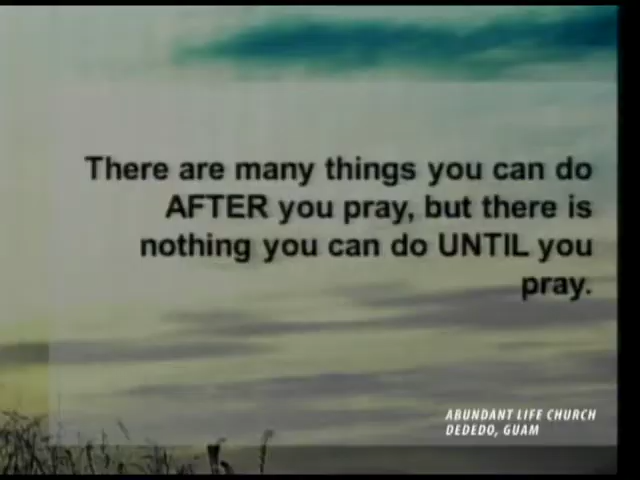 There are many things you can do
AFTER you pray, but there is
nothing you can do UNTIL you
pray.
ABUNDANT LIFE CHURCH
DEDEDO, GUAM